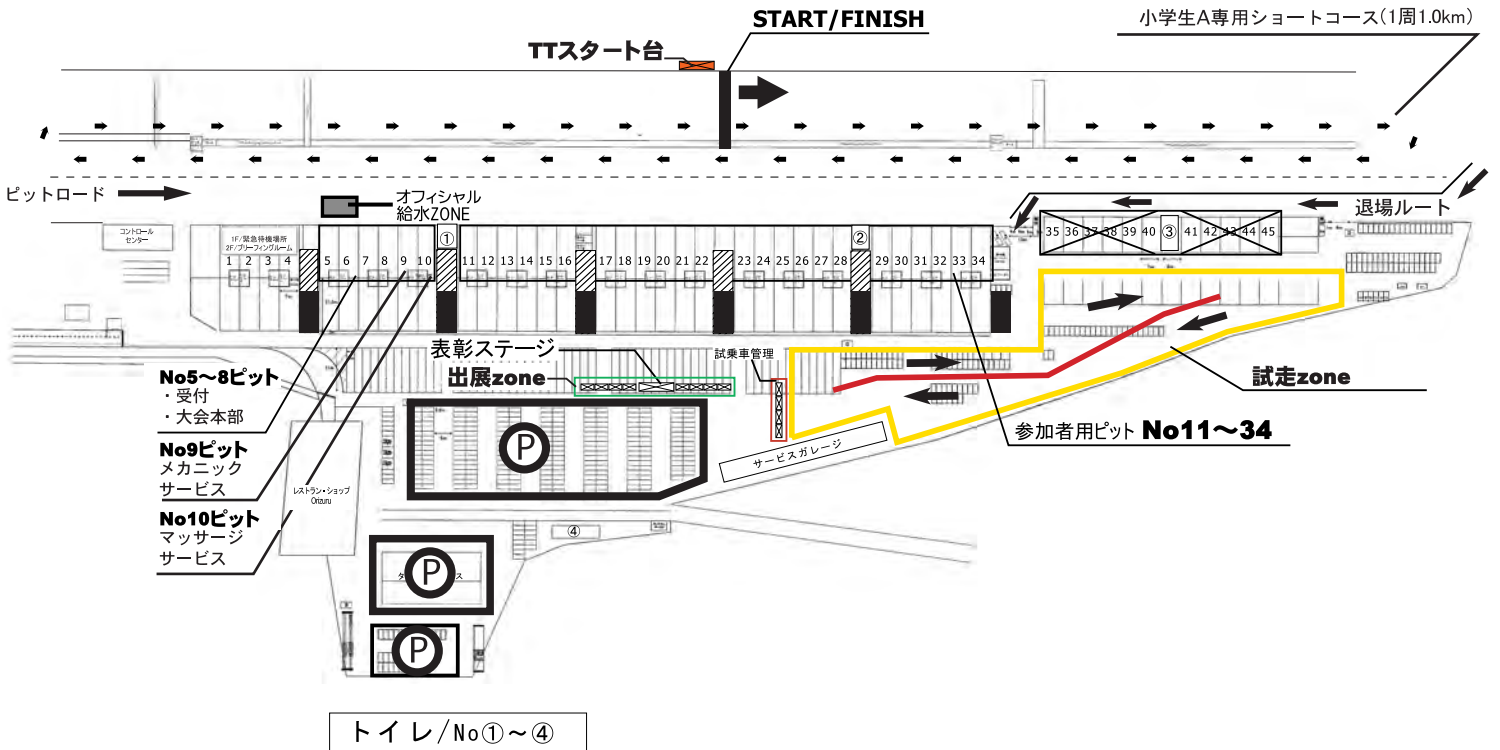 START/FINISH
小学生A専用ショートコース(1周1.0km)
TTスタート台
ピットロード
オフィシャル
給水ZONE
退場ルート
コントロール
センター
1F/緊急待機場所
2F/ブリーフィングルーム
①
②
③
1 2 3 4 5 6 7 8 9 10 11 12 13 14 15 16 17 18 19 20 21 22 23 24 25 26 27 28 29 30 31 32 33 34
35 36 37 38 39 40 41 42 43 44 45
表彰ステージ
試乗車管理
出展zone
試走zone
No5~8ピット
・受付
・大会本部
No9ピット
メカニック
サービス
No10ピット
マッサージ
サービス
P
参加者用ピット No11~34
サービスガレージ
レストラン・ショップ
Orizuru
④
P
P
トイレ/No①~④